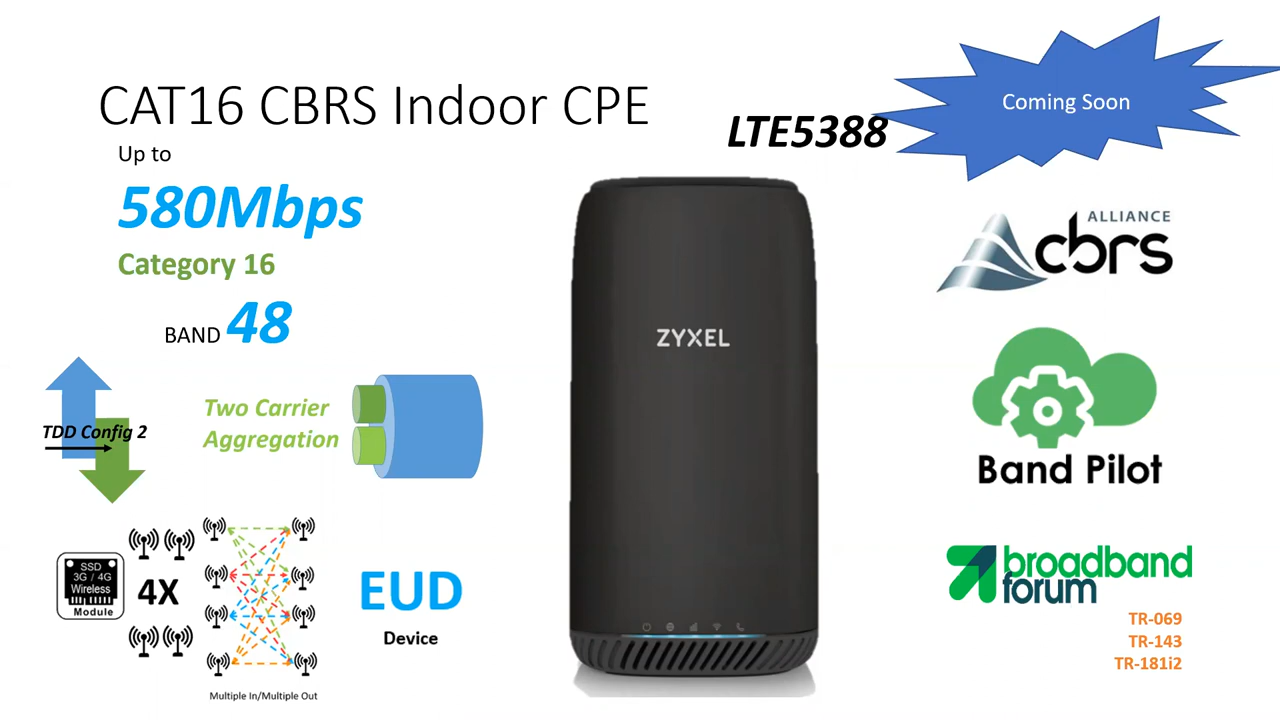 CAT16 CBRS Indoor CPE
LTE5388
Coming Soon
Up to
580Mbps
Category 16
BAND 48
TDD Config 2
Two Carrier
Aggregation
SSD
3G / 4G
Wireless
Module
4X
Multiple In/Multiple Out
EUD
Device
ZYXEL
ALLIANCE
cbrs
Band Pilot
broadband
forum
TR-069
TR-143
TR-181i2